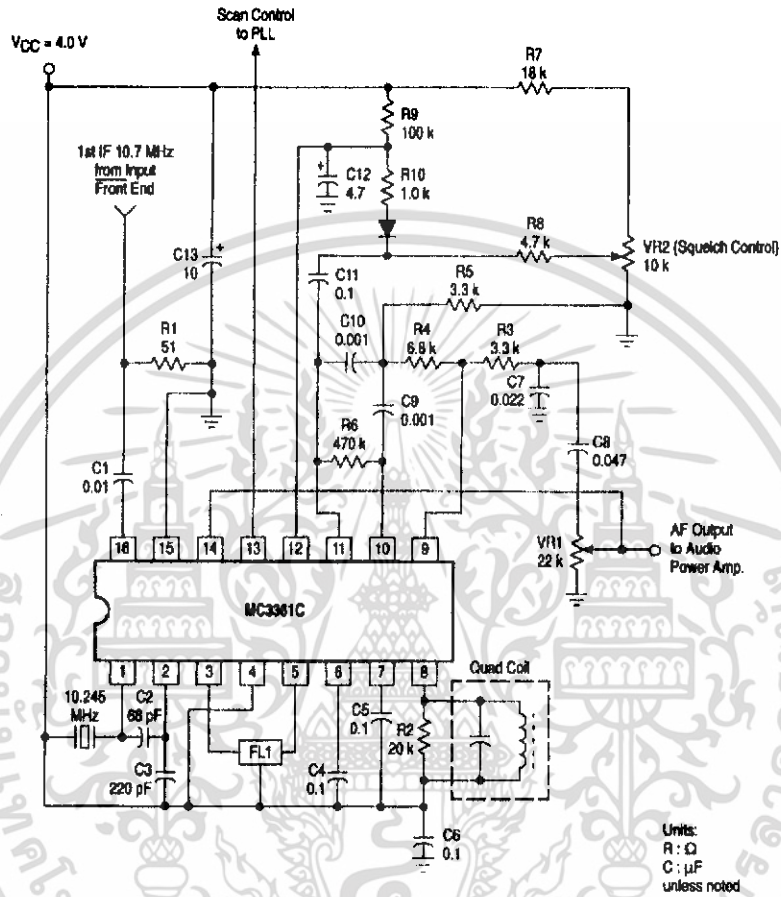 Scan Control
to PLL
VCC = 4.0 V
R7
18 k
R9
100 k
1st IF 10.7 MHz
from Input
Front End
C12
4.7
R10
1.0 k
R8
4.7 k
VR2 (Squelch Control)
10 k
C13
10
C11
0.1
R5
3.3 k
C10
0.001
R4
6.8 k
R3
3.3 k
R1
51
C7
0.022
C9
0.001
R6
470 k
C8
0.047
C1
0.01
VR1
22 k
AF Output
to Audio
Power Amp.
16
15
14
13
12
11
10
9
MC3361C
1
2
3
4
5
6
7
8
Quad Coil
10.245
MHz
C2
68 pF
C5
0.1
R2
20 k
FL1
C3
220 pF
C4
0.1
C6
0.1
Units:
R : Ω
C : µF
unless noted